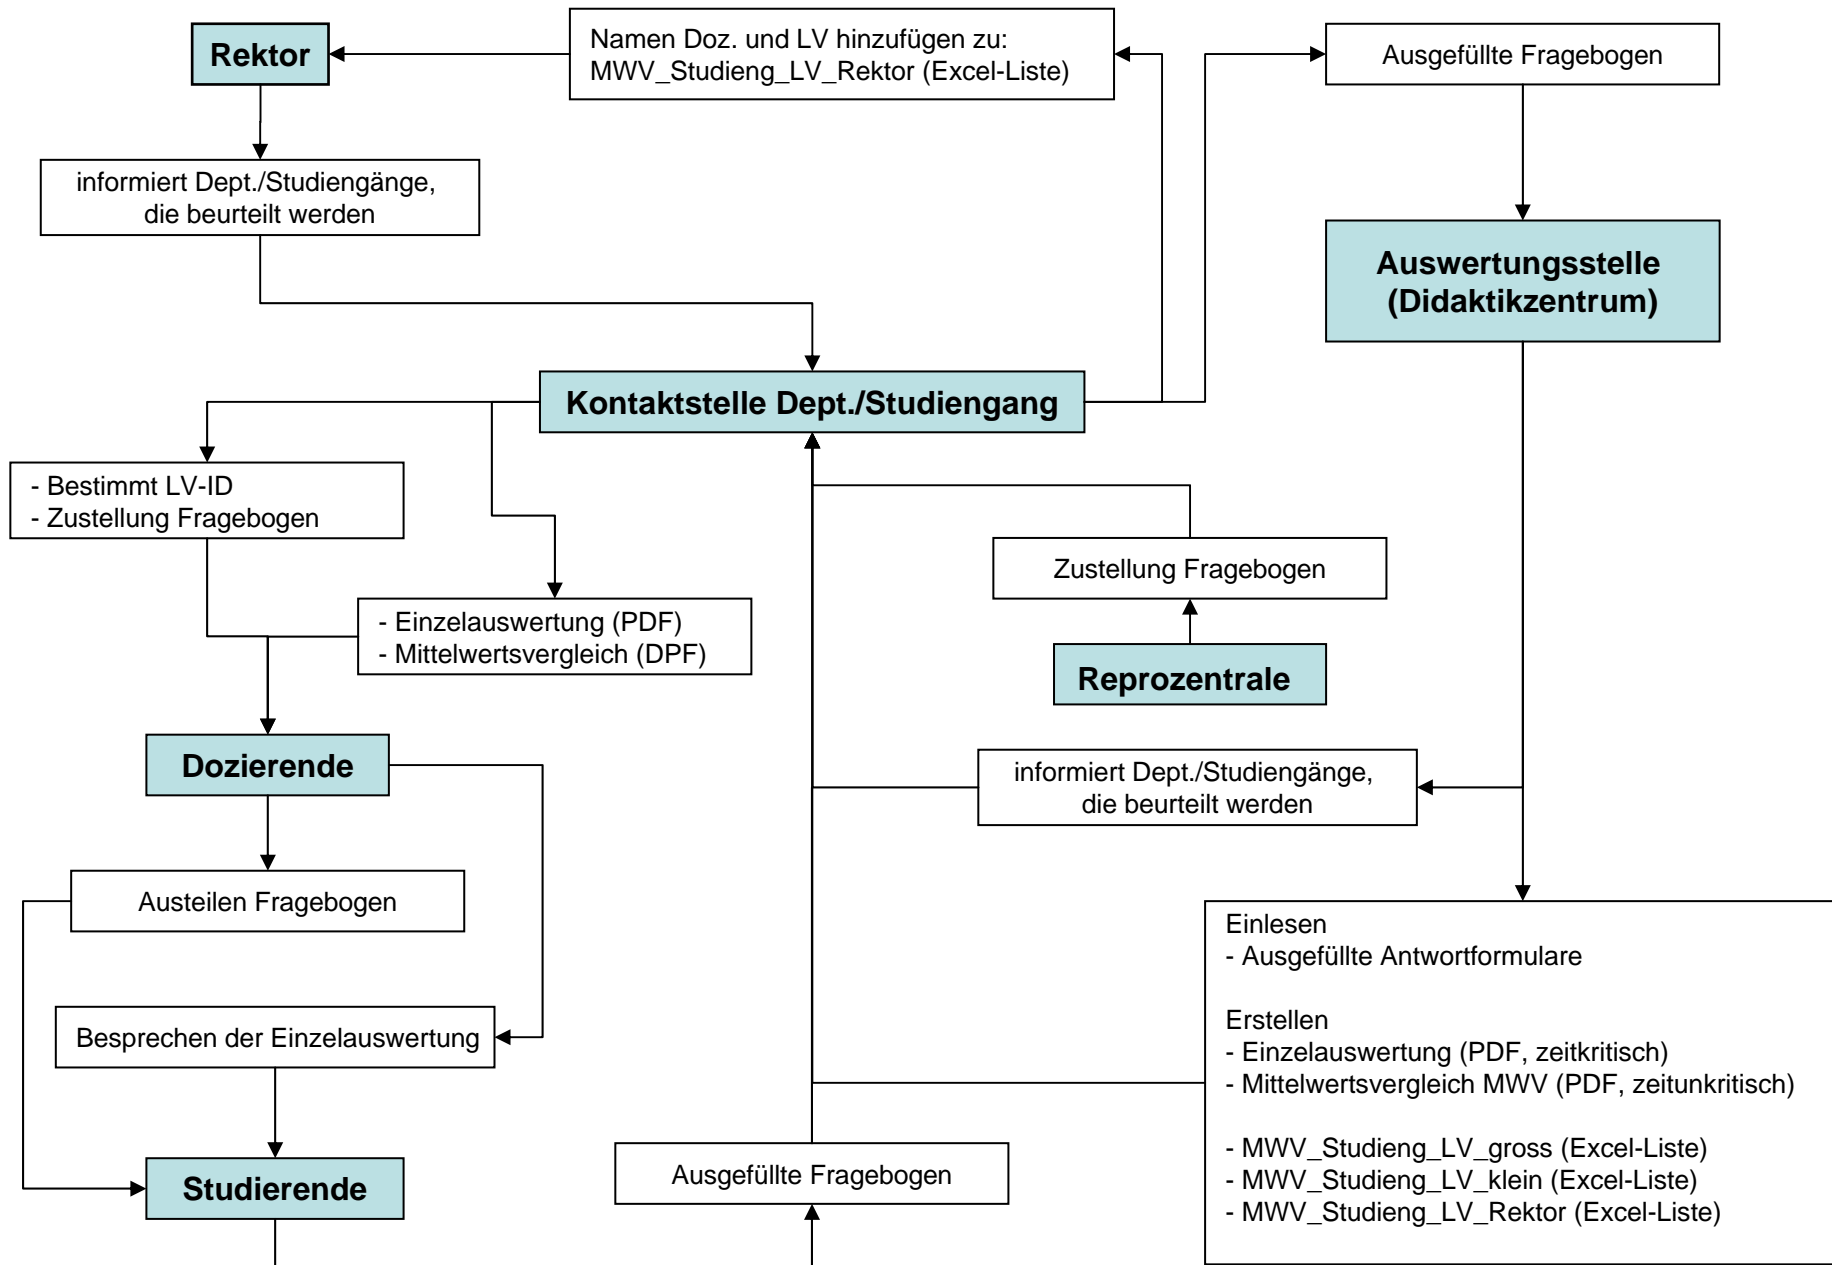 Rektor
Namen Doz. und LV hinzufügen zu:
MWV_Studieng_LV_Rektor (Excel-Liste)
Ausgefüllte Fragebogen
informiert Dept./Studiengänge,
die beurteilt werden
Auswertungsstelle
(Didaktikzentrum)
Kontaktstelle Dept./Studiengang
- Bestimmt LV-ID
- Zustellung Fragebogen
Zustellung Fragebogen
- Einzelauswertung (PDF)
- Mittelwertsvergleich (DPF)
Reprozentrale
Dozierende
informiert Dept./Studiengänge,
die beurteilt werden
Austeilen Fragebogen
Einlesen
- Ausgefüllte Antwortformulare
Erstellen
- Einzelauswertung (PDF, zeitkritisch)
- Mittelwertsvergleich MWV (PDF, zeitunkritisch)
- MWV_Studieng_LV_gross (Excel-Liste)
- MWV_Studieng_LV_klein (Excel-Liste)
- MWV_Studieng_LV_Rektor (Excel-Liste)
Besprechen der Einzelauswertung
Ausgefüllte Fragebogen
Studierende